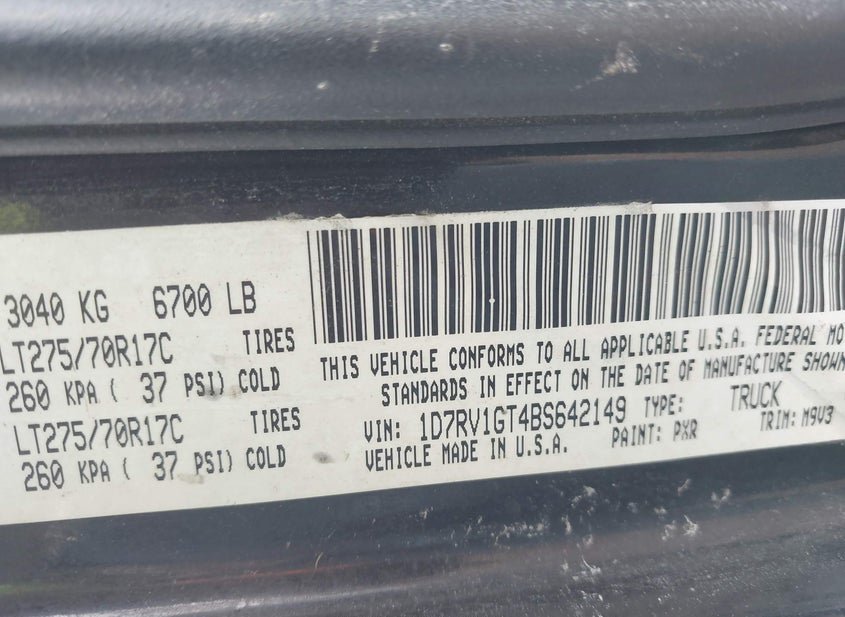 3040 KG 6700 LB
LT275/70R17C TIRES
260 KPA ( 37 PSI) COLD
LT275/70R17C TIRES
260 KPA ( 37 PSI) COLD
THIS VEHICLE CONFORMS TO ALL APPLICABLE U.S.A. FEDERAL MO
STANDARDS IN EFFECT ON THE DATE OF MANUFACTURE SHOWN
VIN: 1D7RV1GT4BS642149 TYPE: TRUCK
VEHICLE MADE IN U.S.A. PAINT: PXR TRIM: M9V3